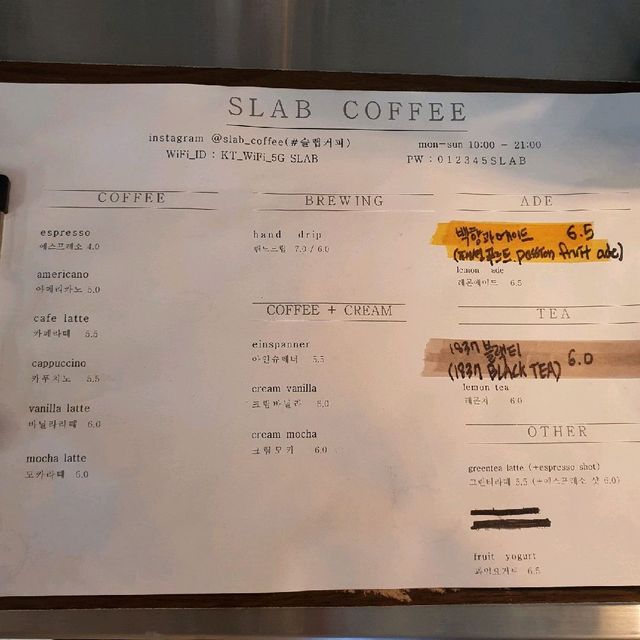 SLAB COFFEE
instagram @slab_coffee(#슬랩커피)
WiFi_ID : KT_WiFi_5G SLAB
mon-sun 10:00 - 21:00
PW : 012345SLAB
COFFEE
espresso
에스프레소 4.0
americano
아메리카노 5.0
cafe latte
카페라떼 5.5
cappuccino
카푸치노 5.5
vanilla latte
바닐라라떼 6.0
mocha latte
모카라떼 6.0
BREWING
hand drip
핸드드립 7.0 / 6.0
COFFEE + CREAM
einspanner
아인슈페너 5.5
cream vanilla
크림바닐라 6.0
cream mocha
크림모카 6.0
ADE
백향과에이드 6.5
passion fruit ade)
lemon ade
레몬에이드 6.5
TEA
1837 블랙티
(1837 BLACK TEA) 6.0
lemon tea
레몬차 6.0
OTHER
greentea latte (+espresso shot)
그린티라떼 5.5 (+에스프레소 샷 6.0)
fruit yogurt
과일요거트 6.5